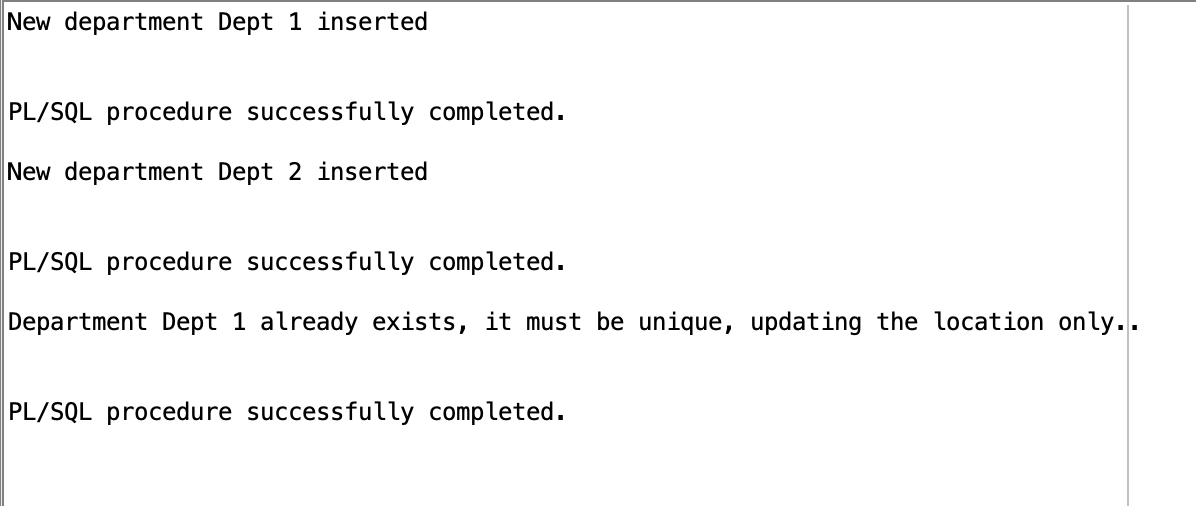 New department Dept 1 inserted
PL/SQL procedure successfully completed.
New department Dept 2 inserted
PL/SQL procedure successfully completed.
Department Dept 1 already exists, it must be unique, updating the location only..
PL/SQL procedure successfully completed.